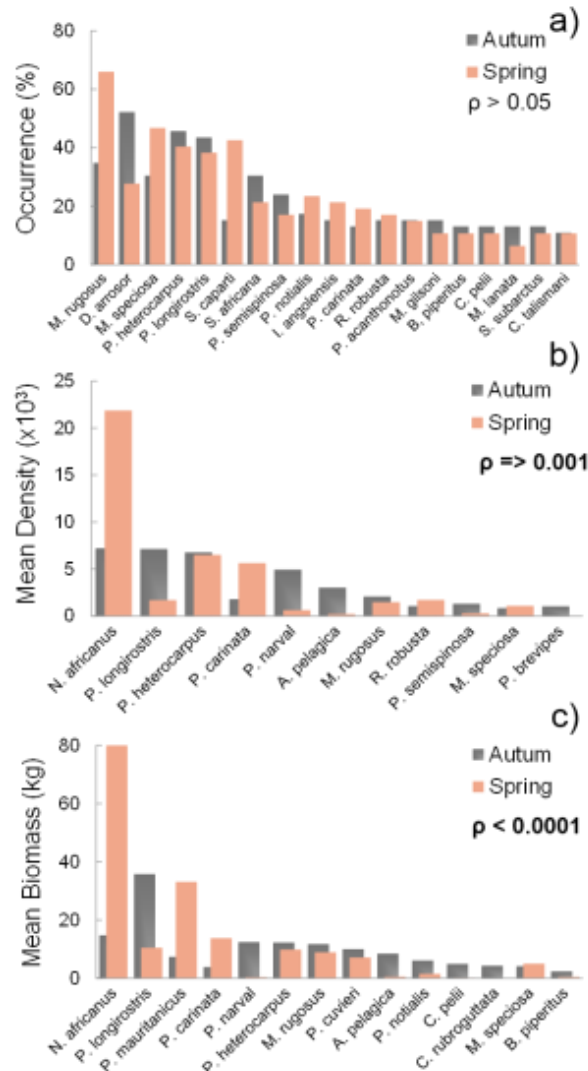 a)
80
60
40
20
0
Occurrence (%)
Autum
Spring
ρ > 0.05
M. rugosus
D. arrosor
M. speciosa
P. heterocarpus
P. longirostris
S. caparti
S. africana
P. semispinosa
P. notialis
I. angolensis
P. carinata
R. robusta
P. acanthonotus
M. gilsoni
B. piperitus
C. pelii
M. lanata
S. subarctus
C. talismani
b)
25
20
15
10
5
0
Mean Density (x10³)
Autum
Spring
ρ => 0.001
N. africanus
P. longirostris
P. heterocarpus
P. carinata
P. narval
A. pelagica
M. rugosus
R. robusta
P. semispinosa
M. speciosa
P. brevipes
c)
80
60
40
20
0
Mean Biomass (kg)
Autum
Spring
ρ < 0.0001
N. africanus
P. longirostris
P. mauritanicus
P. carinata
P. narval
P. heterocarpus
M. rugosus
P. cuvieri
A. pelagica
P. notialis
C. pelii
C. rubroguttata
M. speciosa
B. piperitus